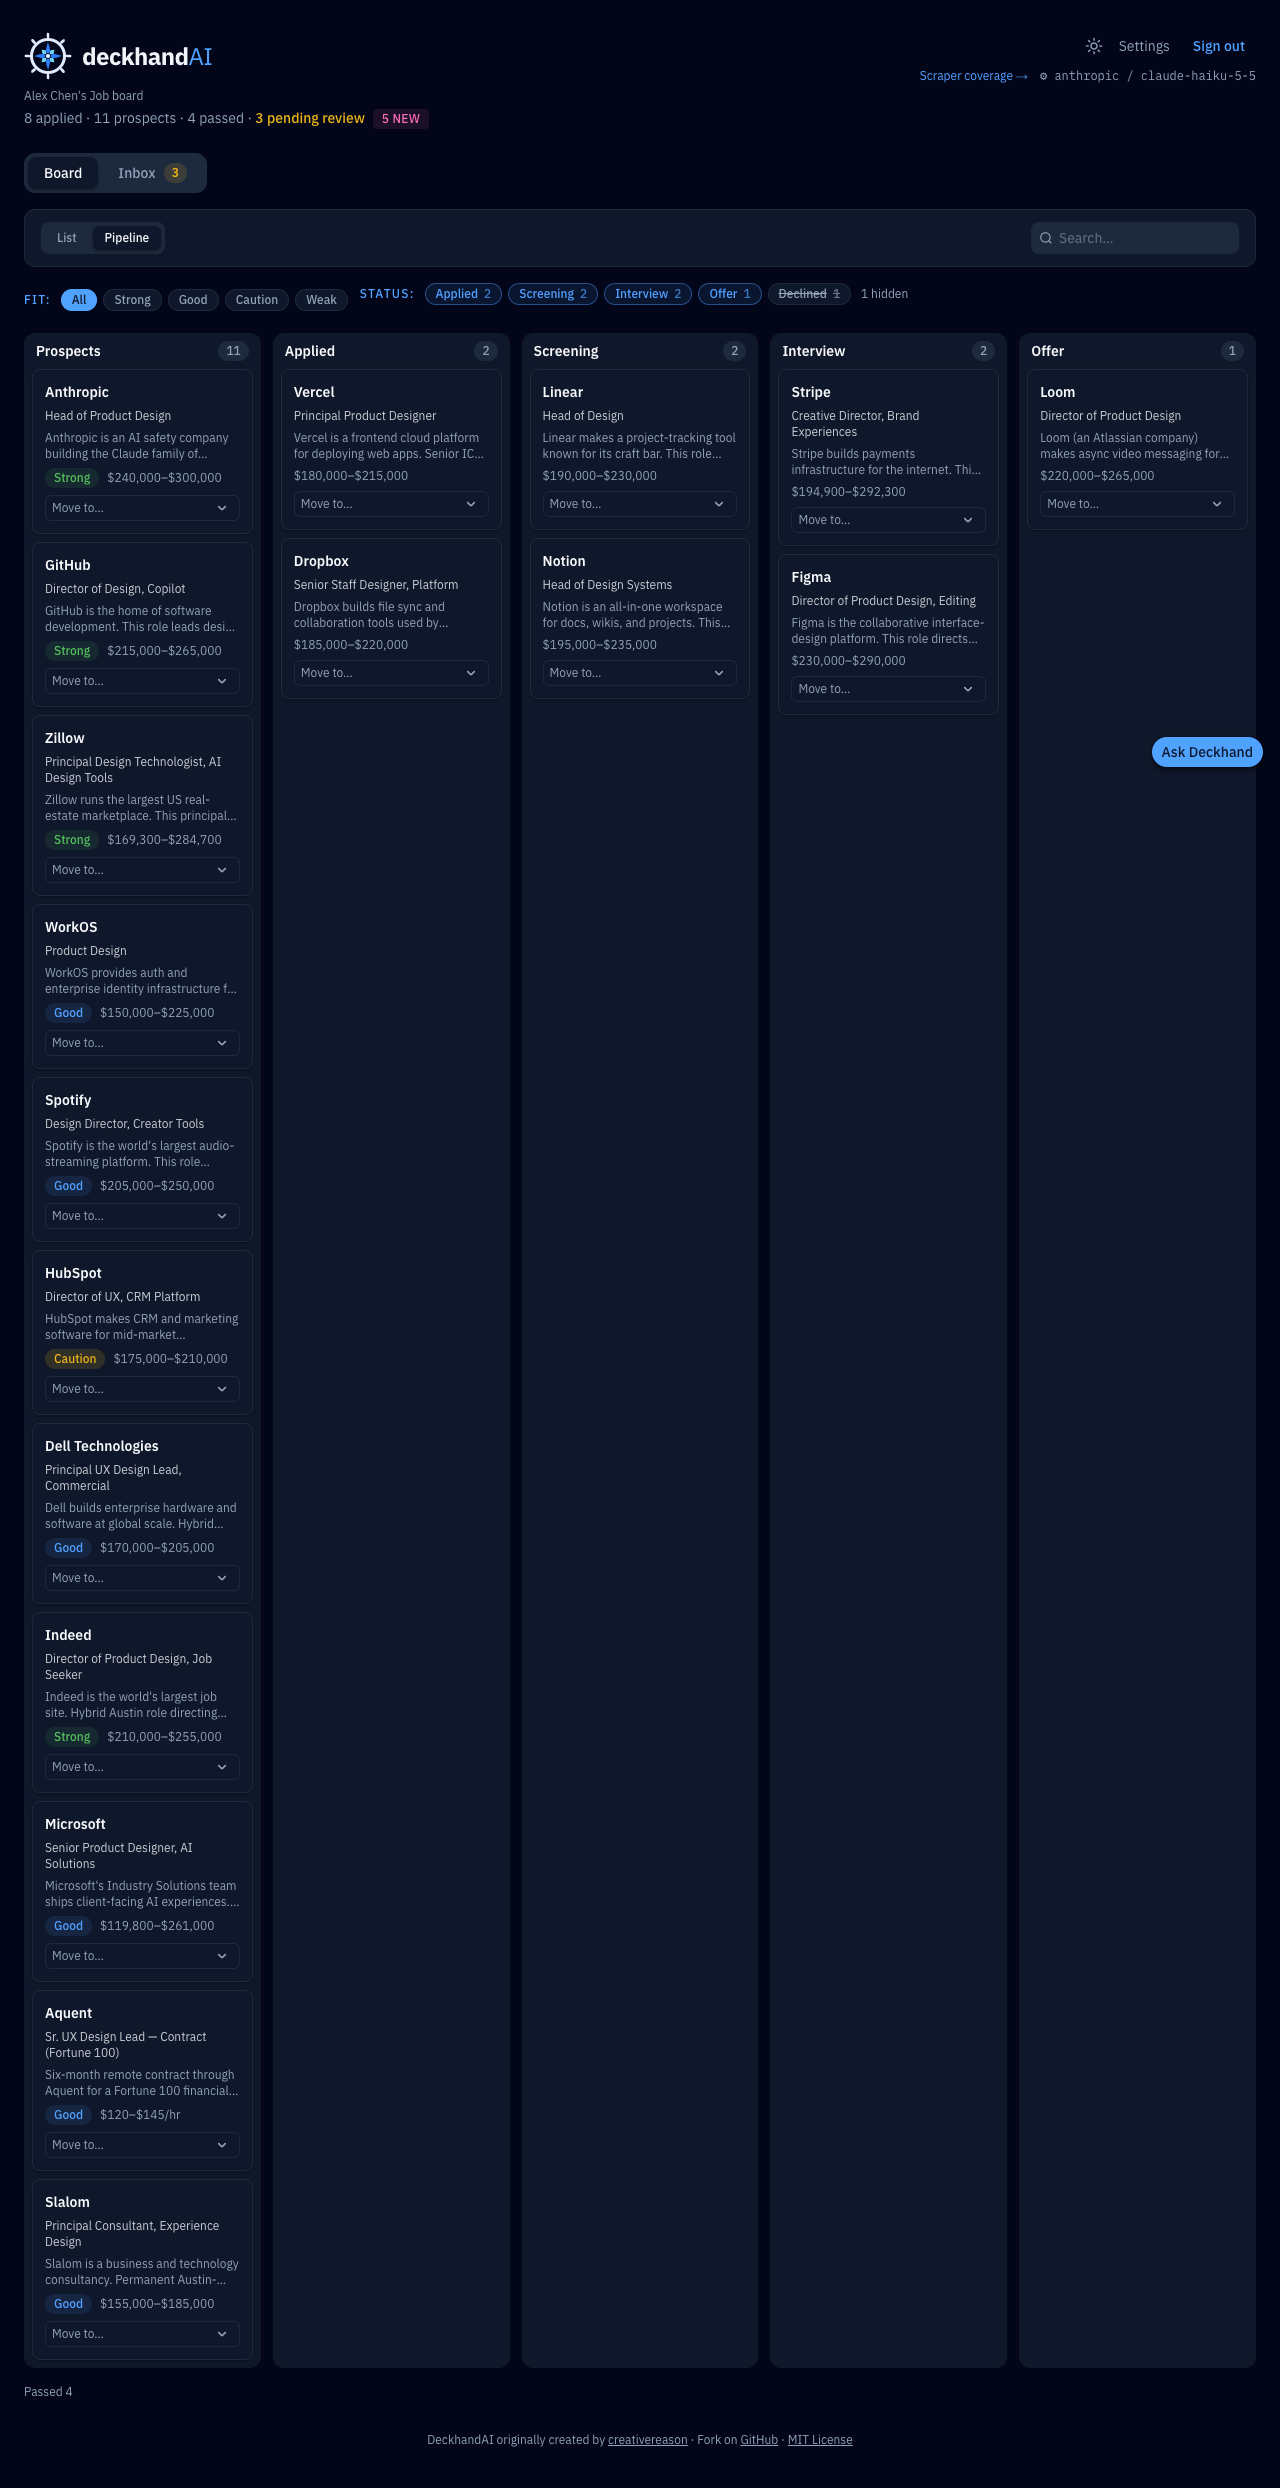 deckhandAI
Settings
Sign out
Alex Chen's Job board
Scraper coverage →
⚙ anthropic / claude-haiku-5-5
8 applied · 11 prospects · 4 passed · 3 pending review 5 NEW
Board
Inbox 3
List
Pipeline
Search...
FIT: All Strong Good Caution Weak
STATUS: Applied 2 Screening 2 Interview 2 Offer 1 Declined 1 1 hidden
Prospects 11
Anthropic
Head of Product Design
Anthropic is an AI safety company
building the Claude family of...
Strong $240,000–$300,000
Move to...
GitHub
Director of Design, Copilot
GitHub is the home of software
development. This role leads desi...
Strong $215,000–$265,000
Move to...
Zillow
Principal Design Technologist, AI
Design Tools
Zillow runs the largest US real-
estate marketplace. This principal...
Strong $169,300–$284,700
Move to...
WorkOS
Product Design
WorkOS provides auth and
enterprise identity infrastructure f...
Good $150,000–$225,000
Move to...
Spotify
Design Director, Creator Tools
Spotify is the world's largest audio-
streaming platform. This role...
Good $205,000–$250,000
Move to...
HubSpot
Director of UX, CRM Platform
HubSpot makes CRM and marketing
software for mid-market...
Caution $175,000–$210,000
Move to...
Dell Technologies
Principal UX Design Lead,
Commercial
Dell builds enterprise hardware and
software at global scale. Hybrid...
Good $170,000–$205,000
Move to...
Indeed
Director of Product Design, Job
Seeker
Indeed is the world's largest job
site. Hybrid Austin role directing...
Strong $210,000–$255,000
Move to...
Microsoft
Senior Product Designer, AI
Solutions
Microsoft's Industry Solutions team
ships client-facing AI experiences....
Good $119,800–$261,000
Move to...
Aquent
Sr. UX Design Lead — Contract
(Fortune 100)
Six-month remote contract through
Aquent for a Fortune 100 financial...
Good $120–$145/hr
Move to...
Slalom
Principal Consultant, Experience
Design
Slalom is a business and technology
consultancy. Permanent Austin-...
Good $155,000–$185,000
Move to...
Applied 2
Vercel
Principal Product Designer
Vercel is a frontend cloud platform
for deploying web apps. Senior IC...
$180,000–$215,000
Move to...
Dropbox
Senior Staff Designer, Platform
Dropbox builds file sync and
collaboration tools used by...
$185,000–$220,000
Move to...
Screening 2
Linear
Head of Design
Linear makes a project-tracking tool
known for its craft bar. This role...
$190,000–$230,000
Move to...
Notion
Head of Design Systems
Notion is an all-in-one workspace
for docs, wikis, and projects. This...
$195,000–$235,000
Move to...
Interview 2
Stripe
Creative Director, Brand
Experiences
Stripe builds payments
infrastructure for the internet. Thi...
$194,900–$292,300
Move to...
Figma
Director of Product Design, Editing
Figma is the collaborative interface-
design platform. This role directs...
$230,000–$290,000
Move to...
Offer 1
Loom
Director of Product Design
Loom (an Atlassian company)
makes async video messaging for...
$220,000–$265,000
Move to...
Ask Deckhand
Passed 4
DeckhandAI originally created by creativereason · Fork on GitHub · MIT License